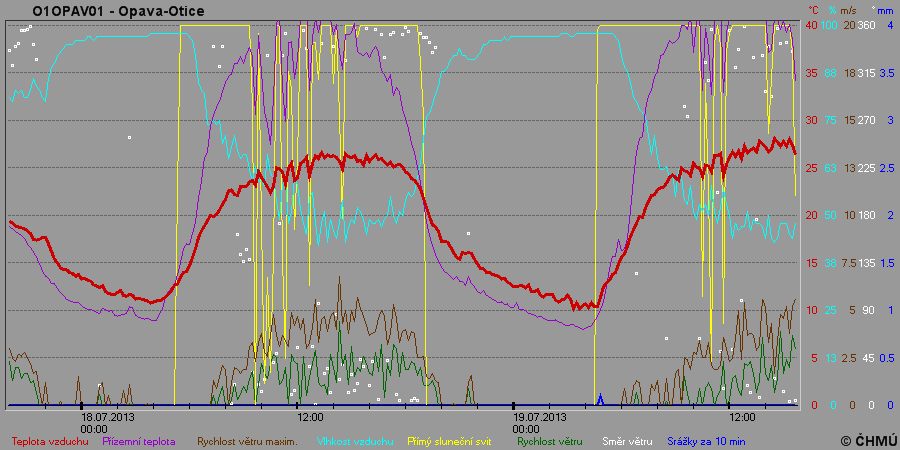 O1OPAV01 - Opava-Otice
°C % m/s ° mm
40 100 20 360 4
35 88 18 315 3.5
30 75 15 270 3
25 63 13 225 2.5
20 50 10 180 2
15 38 7.5 135 1.5
10 25 5 90 1
5 13 2.5 45 0.5
0 0 0 0 0
18.07.2013 12:00 19.07.2013 12:00
00:00 00:00
Teplota vzduchu Přízemní teplota Rychlost větru maxim. Vlhkost vzduchu Přímý sluneční svit Rychlost větru Směr větru Srážky za 10 min © ČHMÚ